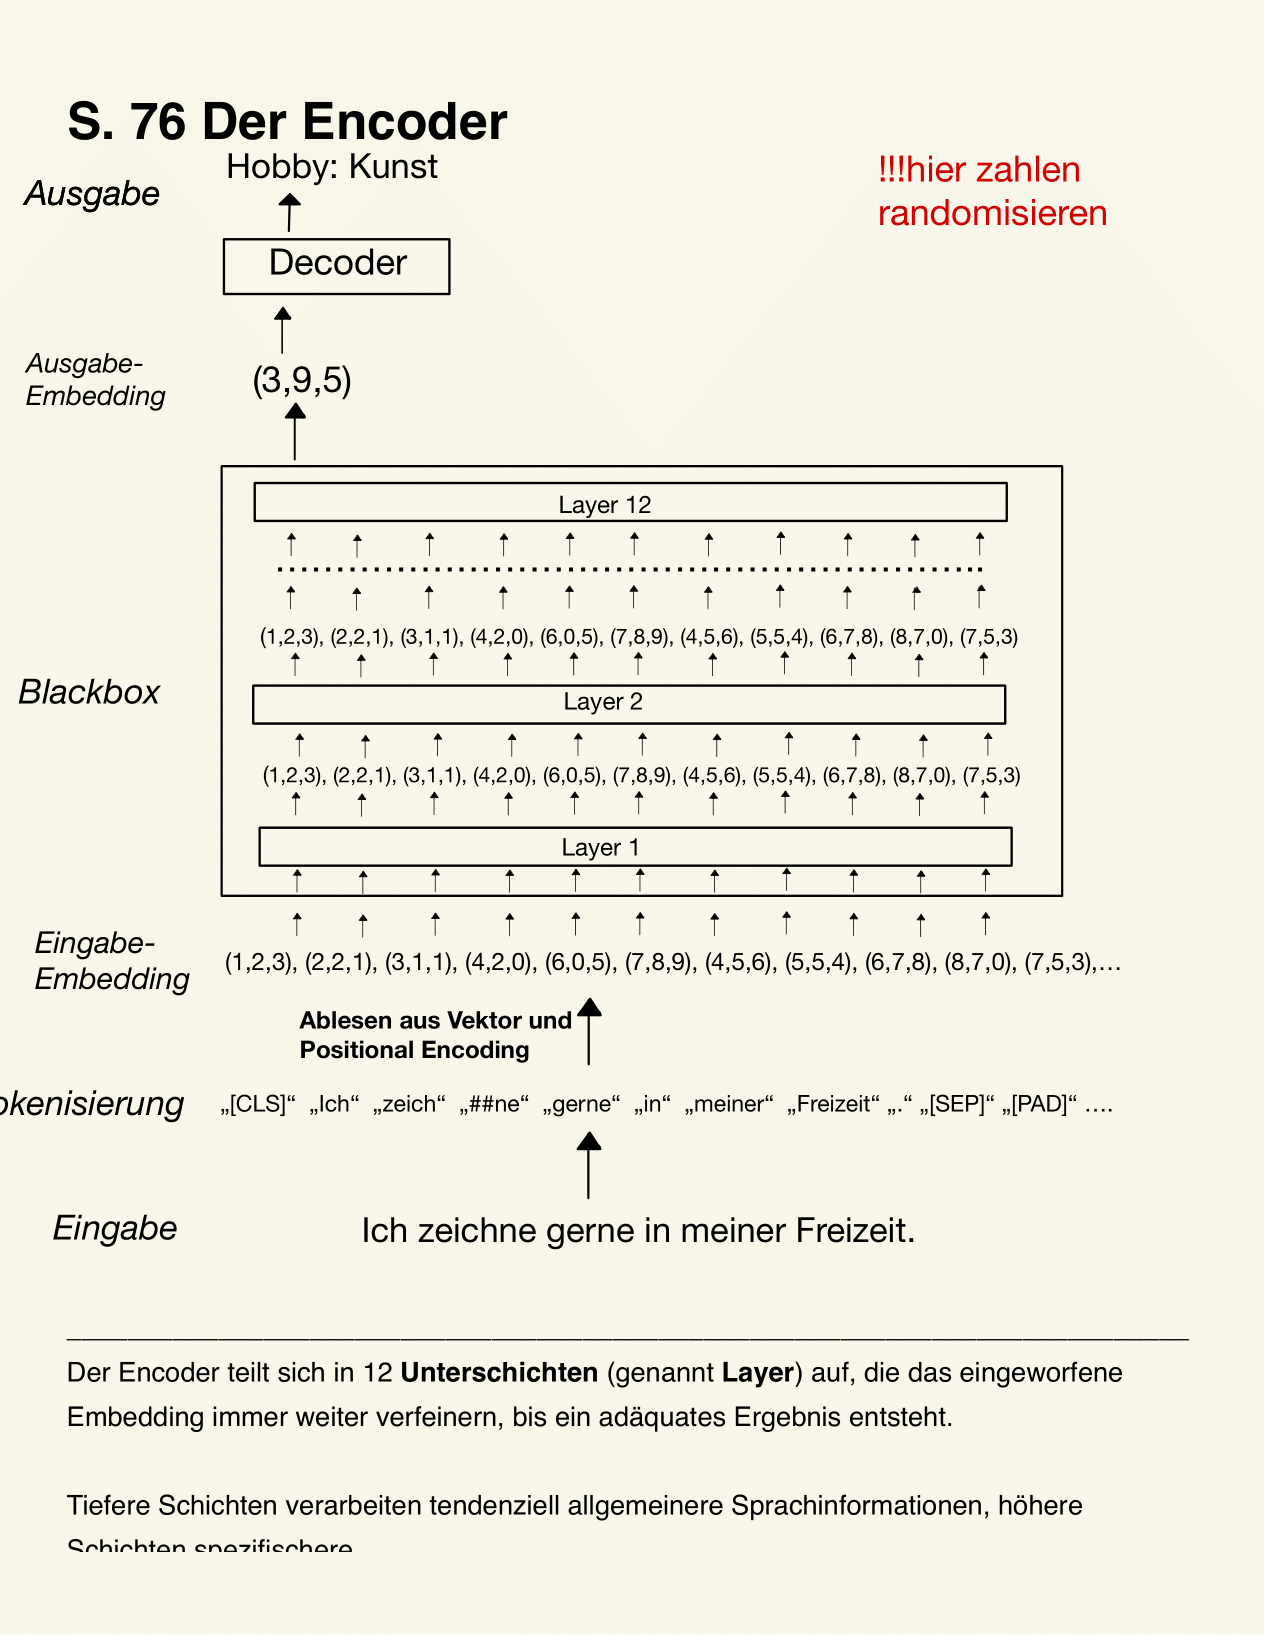 S. 76 Der Encoder
Hobby: Kunst
!!!hier zahlen
randomisieren
Ausgabe
Decoder
Ausgabe-
Embedding
(3,9,5)
Layer 12
(1,2,3), (2,2,1), (3,1,1), (4,2,0), (6,0,5), (7,8,9), (4,5,6), (5,5,4), (6,7,8), (8,7,0), (7,5,3)
Blackbox
Layer 2
(1,2,3), (2,2,1), (3,1,1), (4,2,0), (6,0,5), (7,8,9), (4,5,6), (5,5,4), (6,7,8), (8,7,0), (7,5,3)
Layer 1
Eingabe-
Embedding
(1,2,3), (2,2,1), (3,1,1), (4,2,0), (6,0,5), (7,8,9), (4,5,6), (5,5,4), (6,7,8), (8,7,0), (7,5,3),…
Ablesen aus Vektor und
Positional Encoding
okenisierung
„[CLS]“ „Ich“ „zeich“ „##ne“ „gerne“ „in“ „meiner“ „Freizeit“ „.“ „[SEP]“ „[PAD]“ ….
Eingabe
Ich zeichne gerne in meiner Freizeit.
Der Encoder teilt sich in 12 Unterschichten (genannt Layer) auf, die das eingeworfene
Embedding immer weiter verfeinern, bis ein adäquates Ergebnis entsteht.
Tiefere Schichten verarbeiten tendenziell allgemeinere Sprachinformationen, höhere
Schichten spezifischere